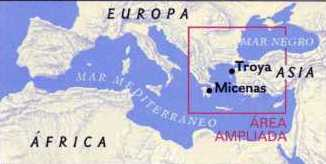 EUROPA
MAR NEGRO
Troya
ASIA
Micenas
MAR MEDITERRÁNEO
ÁREA
AMPLIADA
ÁFRICA